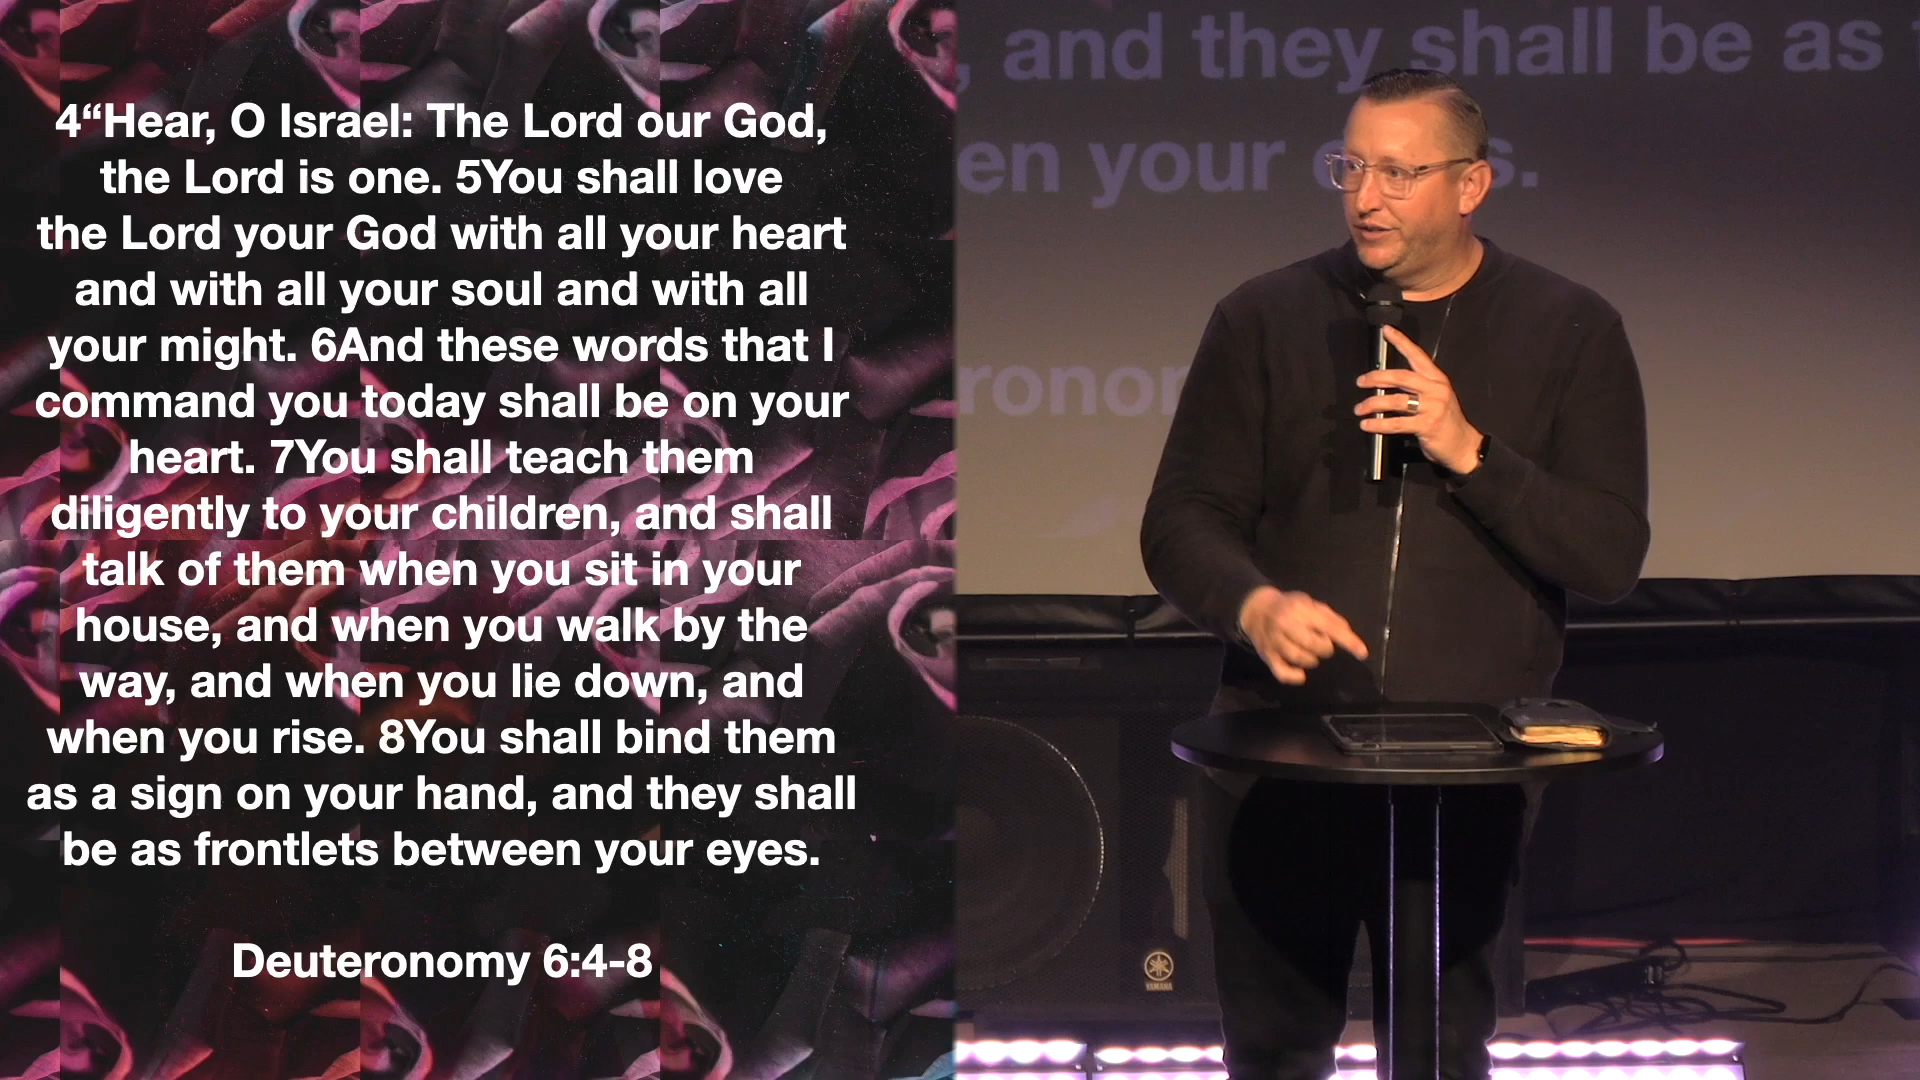 4“Hear, O Israel: The Lord our God,
the Lord is one. 5You shall love
the Lord your God with all your heart
and with all your soul and with all
your might. 6And these words that I
command you today shall be on your
heart. 7You shall teach them
diligently to your children, and shall
talk of them when you sit in your
house, and when you walk by the
way, and when you lie down, and
when you rise. 8You shall bind them
as a sign on your hand, and they shall
be as frontlets between your eyes.
Deuteronomy 6:4-8
, and they shall be as
en your s.
ronom
YAMAHA